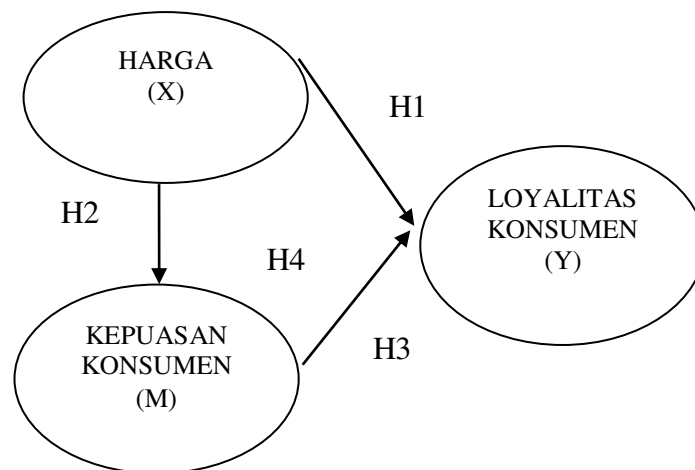 HARGA
(X)
H1
LOYALITAS
KONSUMEN
(Y)
H2
H4
KEPUASAN
KONSUMEN
(M)
H3